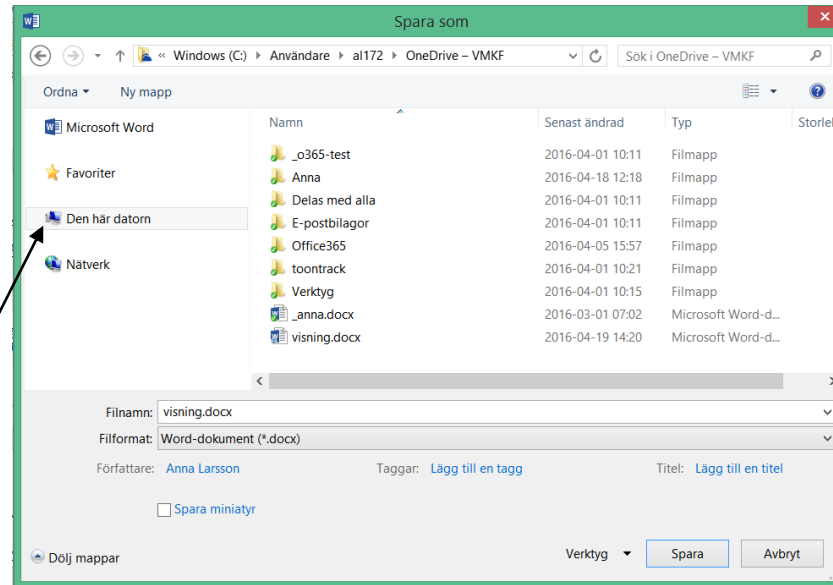 Spara som
« Windows (C:) Användare al172 OneDrive – VMKF Sök i OneDrive – VMKF
Ordna Ny mapp
Microsoft Word
Favoriter
Den här datorn
Nätverk
Namn Senast ändrad Typ Storlek
_o365-test 2016-04-01 10:11 Filmapp
Anna 2016-04-18 12:18 Filmapp
Delas med alla 2016-04-01 10:11 Filmapp
E-postbilagor 2016-04-01 10:11 Filmapp
Office365 2016-04-05 15:57 Filmapp
toontrack 2016-04-01 10:21 Filmapp
Verktyg 2016-04-01 10:15 Filmapp
_anna.docx 2016-03-01 07:02 Microsoft Word-d...
visning.docx 2016-04-19 14:20 Microsoft Word-d...
Filnamn: visning.docx
Filformat: Word-dokument (*.docx)
Författare: Anna Larsson Taggar: Lägg till en tagg Titel: Lägg till en titel
Spara miniatyr
Dölj mappar Verktyg Spara Avbryt